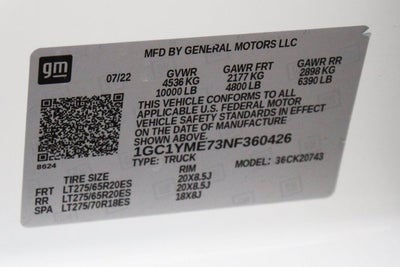 gm
MFD BY GENERAL MOTORS LLC
07/22 GVWR GAWR FRT GAWR RR
4536 KG 2177 KG 2898 KG
10000 LB 4800 LB 6390 LB
THIS VEHICLE CONFORMS TO ALL
APPLICABLE U.S. FEDERAL MOTOR
VEHICLE SAFETY STANDARDS IN EFFECT
ON THE DATE OF MANUFACTURE
SHOWN ABOVE.
1GC1YME73NF360426
8624 TYPE: TRUCK MODEL: 36CK20743
TIRE SIZE RIM
FRT LT275/65R20ES 20X8.5J
RR LT275/65R20ES 20X8.5J
SPA LT275/70R18ES 18X8J